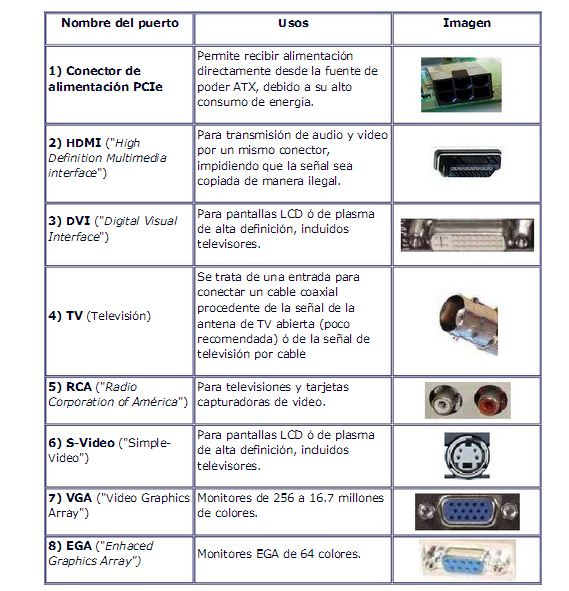 Nombre del puerto
Usos
Imagen
1) Conector de
alimentación PCIe
Permite recibir alimentación
directamente desde la fuente de
poder ATX, debido a su alto
consumo de energía.
2) HDMI ("High
Definition Multimedia
interface")
Para transmisión de audio y video
por un mismo conector,
impidiendo que la señal sea
copiada de manera ilegal.
3) DVI ("Digital Visual
Interface")
Para pantallas LCD ó de plasma
de alta definición, induidos
televisores.
4) TV (Televisión)
Se trata de una entrada para
conectar un cable coaxial
procedente de la señal de la
antena de TV abierta (poco
recomendada) ó de la señal de
televisión por cable
5) RCA ("Radio
Corporation of América")
Para televisiones y tarjetas
capturadoras de video.
6) S-Video ("Simple-
Video")
Para pantallas LCD ó de plasma
de alta definición, induidos
televisores.
7) VGA ("Video Graphics
Array")
Monitores de 256 a 16.7 millones
de colores.
8) EGA ("Enhaced
Graphics Array")
Monitores EGA de 64 colores.